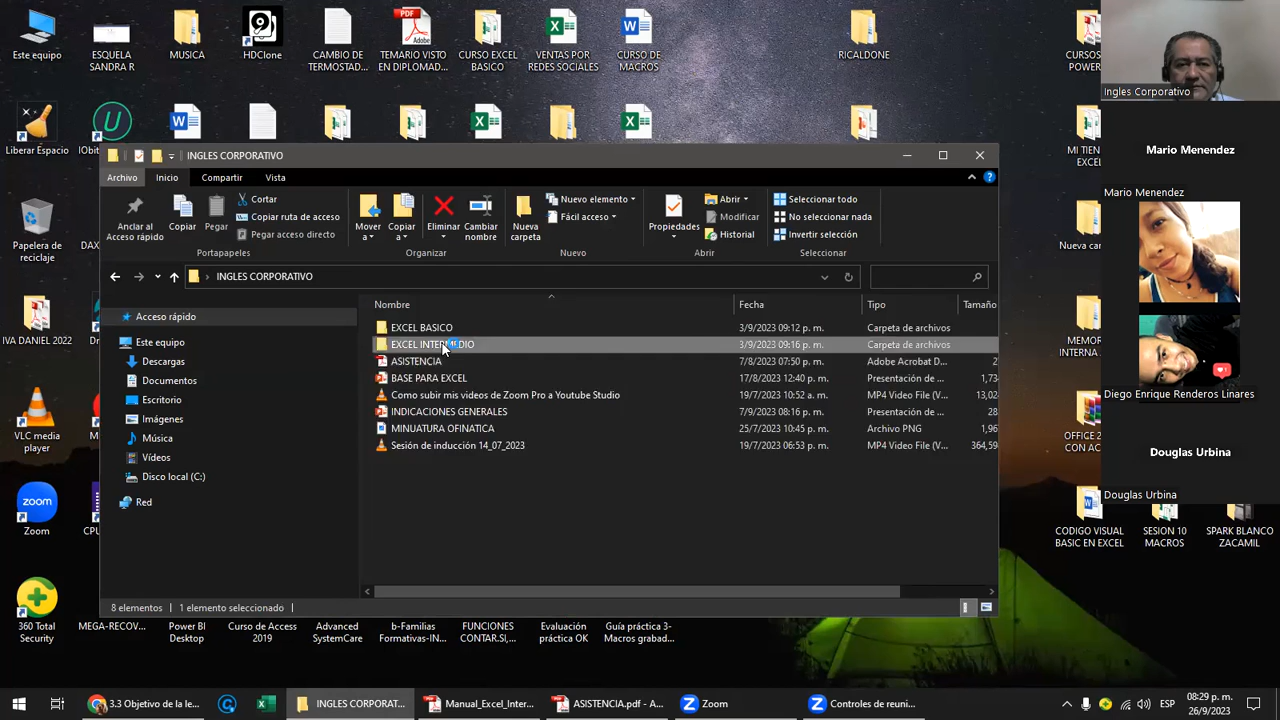 Este equipo
ESCUELA SANDRA R
MUSICA
HDClone
CAMBIO DE TERMOSTAD...
TEMARIO VISTO EN DIPLOMAD...
CURSO EXCEL BASICO
VENTAS POR REDES SOCIALES
CURSO DE MACROS
RICALDONE
Ingles Corporativo
Liberar Espacio
INGLES CORPORATIVO
Archivo
Inicio
Compartir
Vista
Mario Menendez
Mario Menendez
Anclar al Acceso rápido
Copiar
Pegar
Cortar
Copiar ruta de acceso
Pegar acceso directo
Portapapeles
Mover a
Copiar a
Eliminar
Cambiar nombre
Organizar
Nueva carpeta
Nuevo elemento
Fácil acceso
Nuevo
Propiedades
Abrir
Modificar
Historial
Abrir
Seleccionar todo
No seleccionar nada
Invertir selección
Seleccionar
Papelera de reciclaje
INGLES CORPORATIVO
Nombre
Fecha
Tipo
Tamaño
Acceso rápido
Este equipo
Descargas
Documentos
Escritorio
Imágenes
Música
Vídeos
Disco local (C:)
Red
EXCEL BASICO 3/9/2023 09:12 p. m. Carpeta de archivos
EXCEL INTERMEDIO 3/9/2023 09:16 p. m. Carpeta de archivos
ASISTENCIA 7/8/2023 07:50 p. m. Adobe Acrobat D...
BASE PARA EXCEL 17/8/2023 12:40 p. m. Presentación de ...
Como subir mis videos de Zoom Pro a Youtube Studio 19/7/2023 10:52 a. m. MP4 Video File (V...
INDICACIONES GENERALES 7/9/2023 08:16 p. m. Presentación de ...
MINUATURA OFINATICA 25/7/2023 10:45 p. m. Archivo PNG
Sesión de inducción 14_07_2023 19/7/2023 06:53 p. m. MP4 Video File (V...
IVA DANIEL 2022
VLC media player
Zoom
360 Total Security
Diego Enrique Renderos Linares
Douglas Urbina
Douglas Urbina
CODIGO VISUAL BASIC EN EXCEL
SESION 10 MACROS
SPARK BLANCO ZACAMIL
8 elementos
1 elemento seleccionado
MEGA-RECOV...
Power BI Desktop
Curso de Access 2019
Advanced SystemCare
b-Familias Formativas-IN...
FUNCIONES CONTAR.SI,...
Evaluación práctica OK
Guía práctica 3- Macros grabad...
3.3 Objetivo de la le...
INGLES CORPORAT...
Manual_Excel_Inter...
ASISTENCIA.pdf - A...
Zoom
Controles de reuni...
ESP
08:29 p. m.
26/9/2023